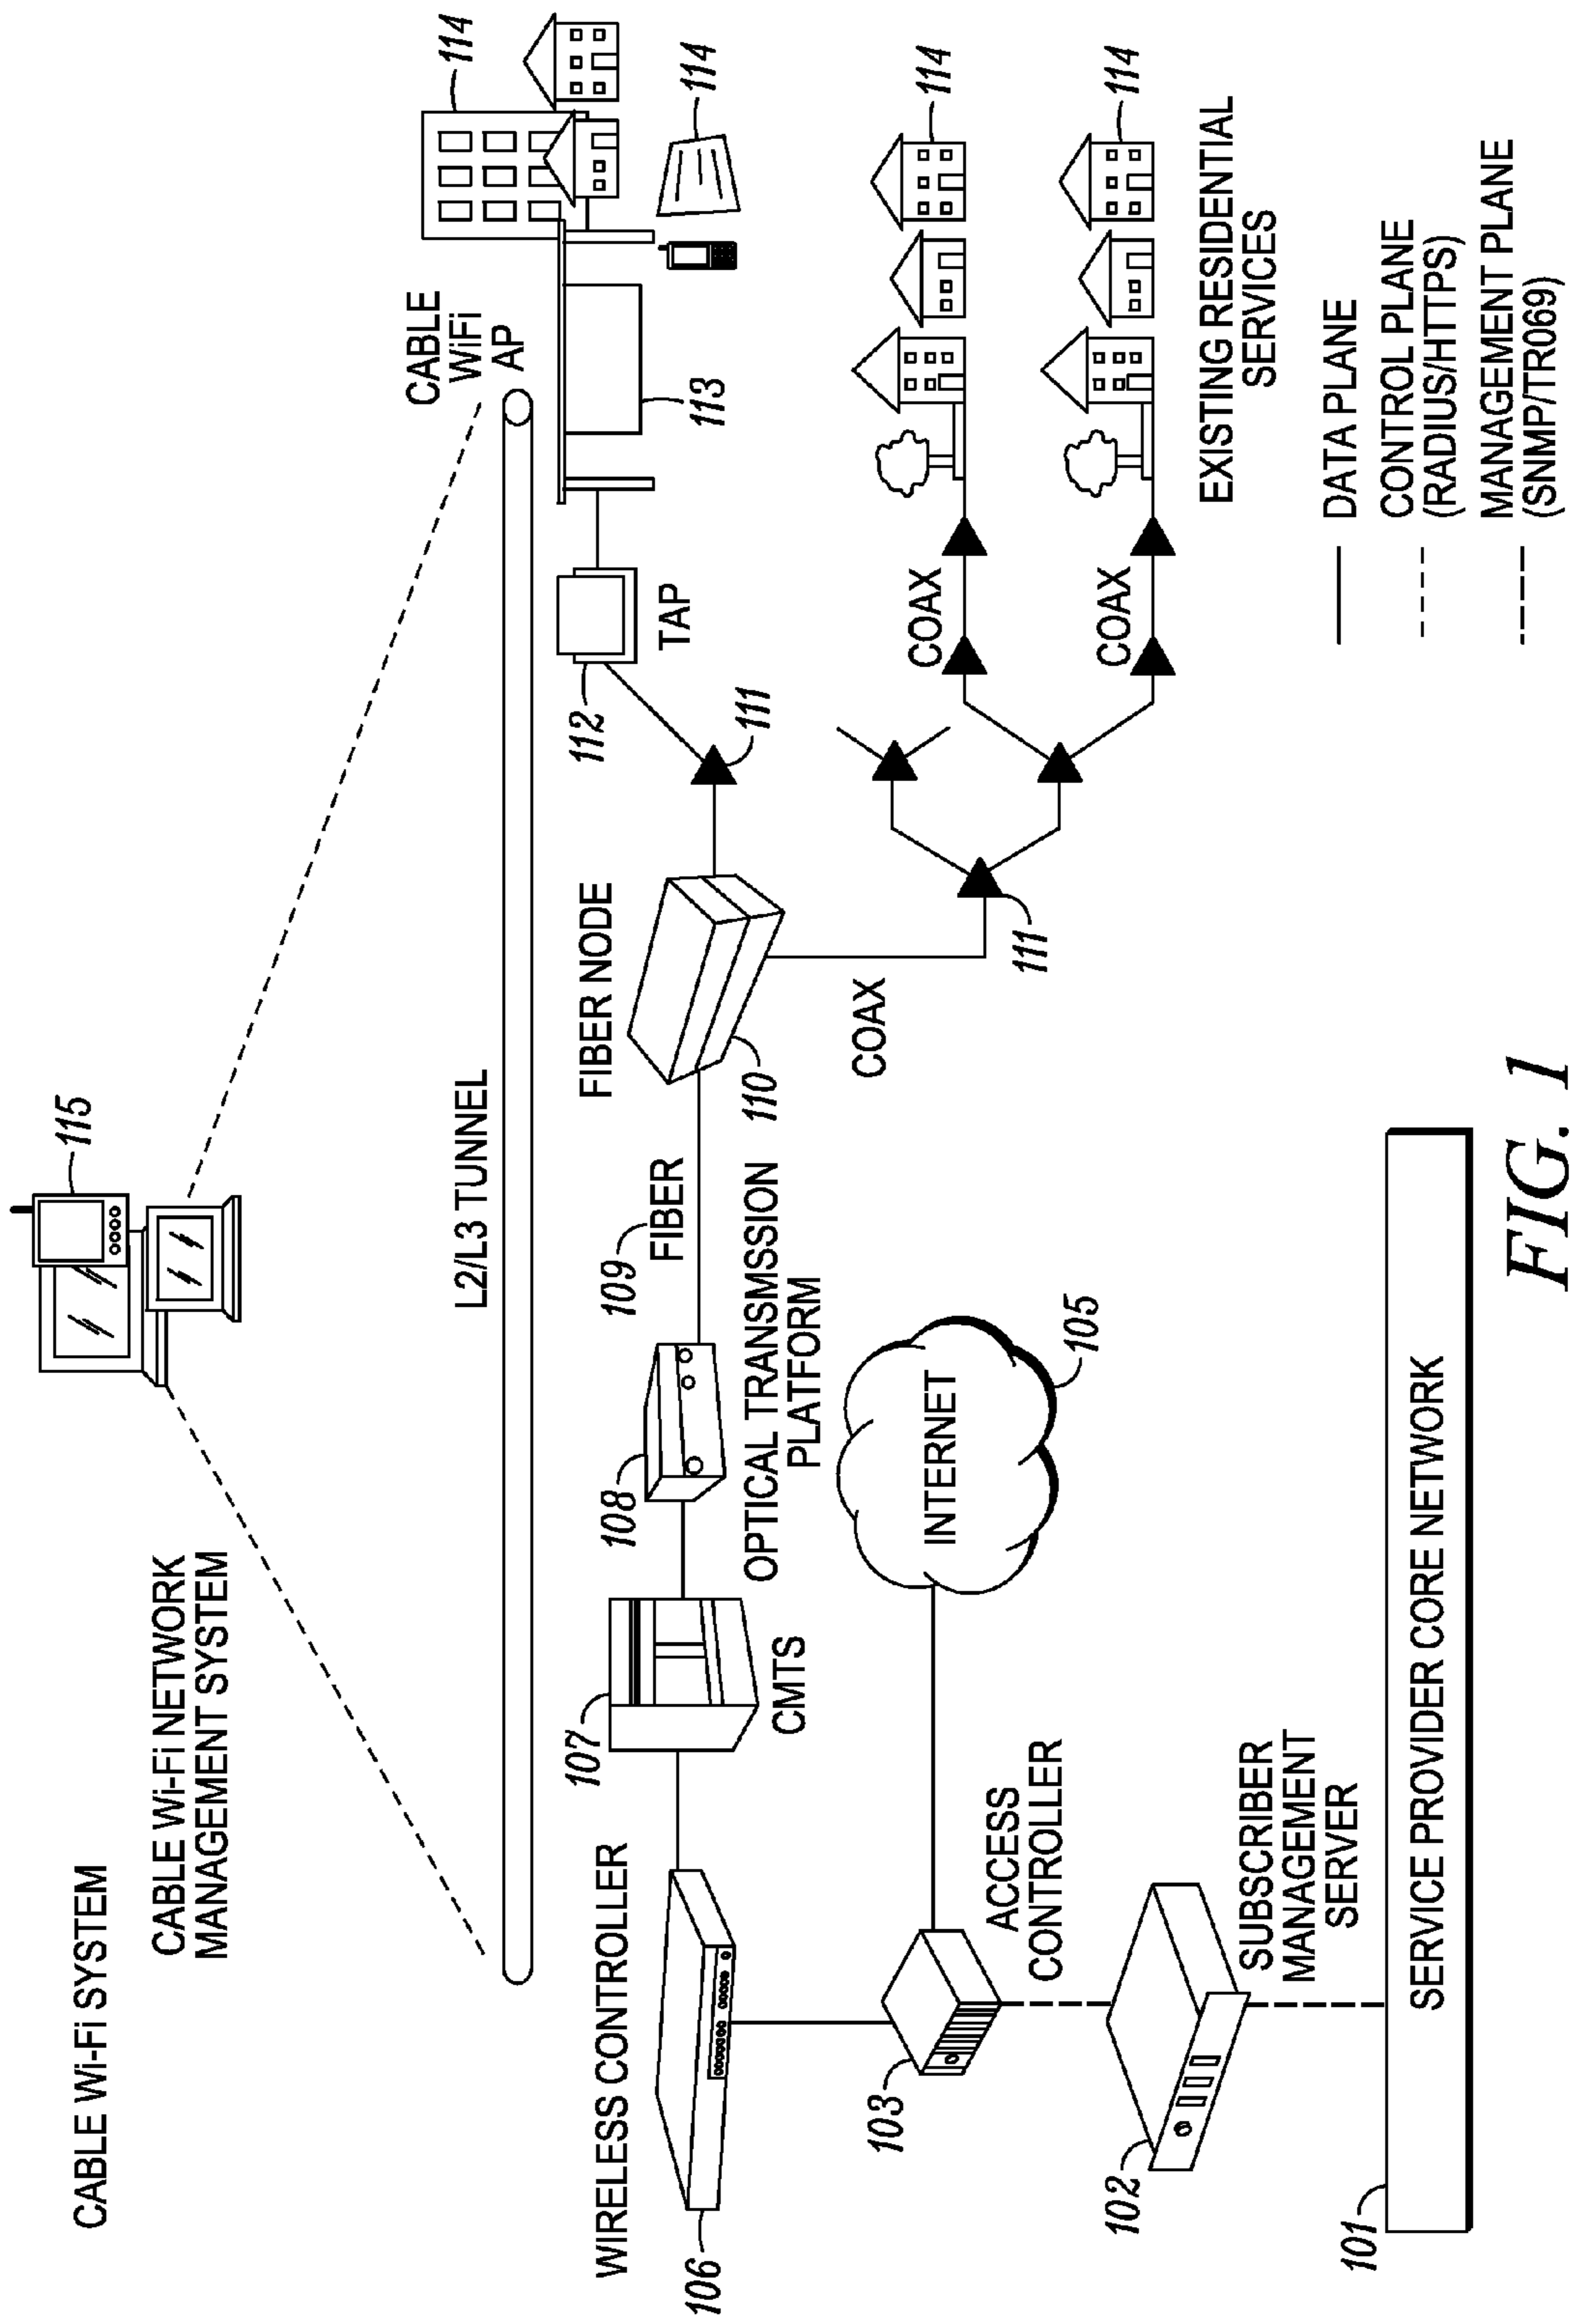 CABLE Wi-Fi SYSTEM
CABLE Wi-Fi NETWORK
MANAGEMENT SYSTEM
115
L2/L3 TUNNEL
CABLE
WiFi
AP
114
WIRELESS CONTROLLER
106
107
CMTS
108
OPTICAL TRANSMSSION
PLATFORM
109
FIBER
FIBER NODE
110
111
112
TAP
113
114
COAX
111
COAX
114
COAX
114
EXISTING RESIDENTIAL
SERVICES
103
ACCESS
CONTROLLER
INTERNET
105
102
SUBSCRIBER
MANAGEMENT
SERVER
101
SERVICE PROVIDER CORE NETWORK
DATA PLANE
CONTROL PLANE
(RADIUS/HTTPS)
MANAGEMENT PLANE
(SNMP/TR069)
FIG. 1